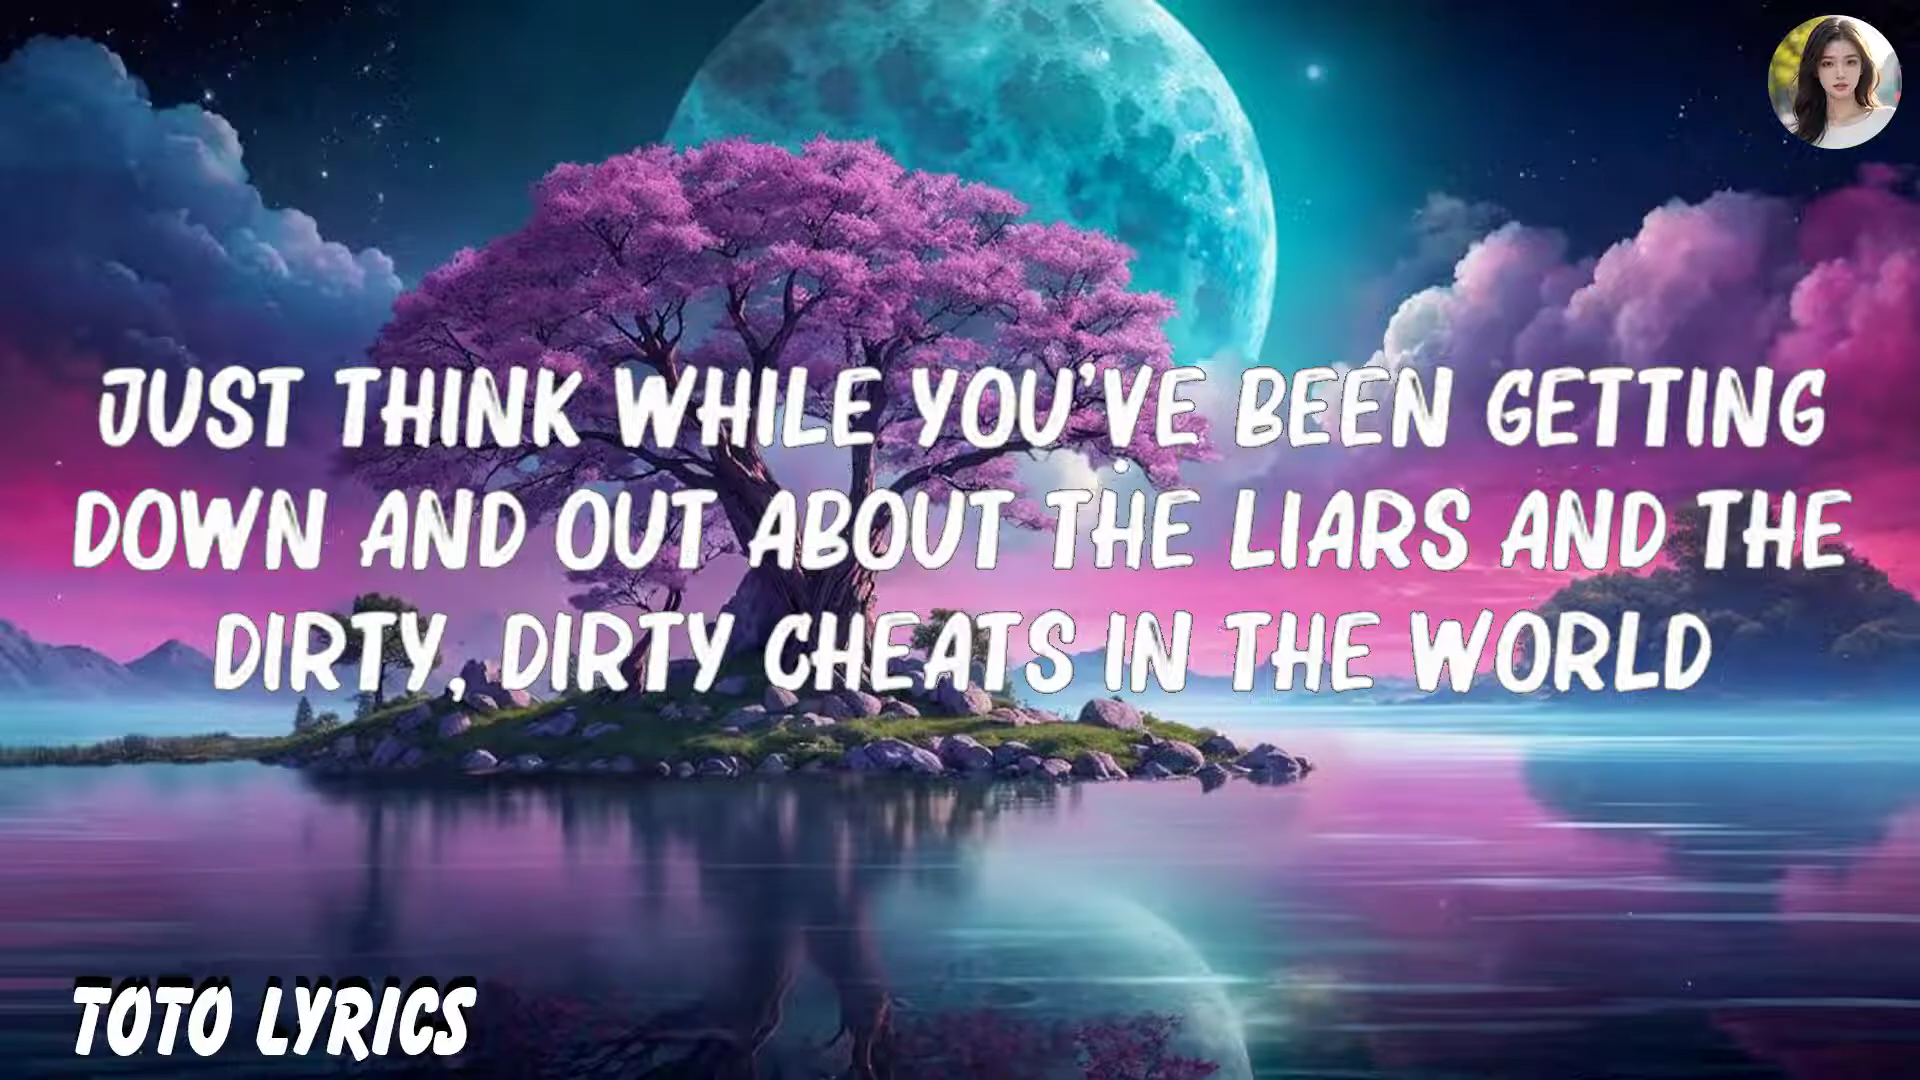 JUST THINK WHILE YOU'VE BEEN GETTING
DOWN AND OUT ABOUT THE LIARS AND THE
DIRTY, DIRTY CHEATS IN THE WORLD
TOTO LYRICS